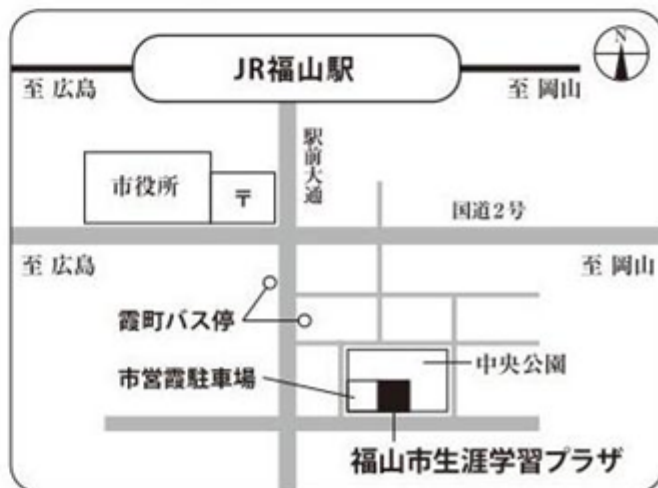 N
JR福山駅
至 広島
至 岡山
駅前大通
市役所
〒
国道2号
至 広島
至 岡山
霞町バス停
中央公園
市営霞駐車場
福山市生涯学習プラザ